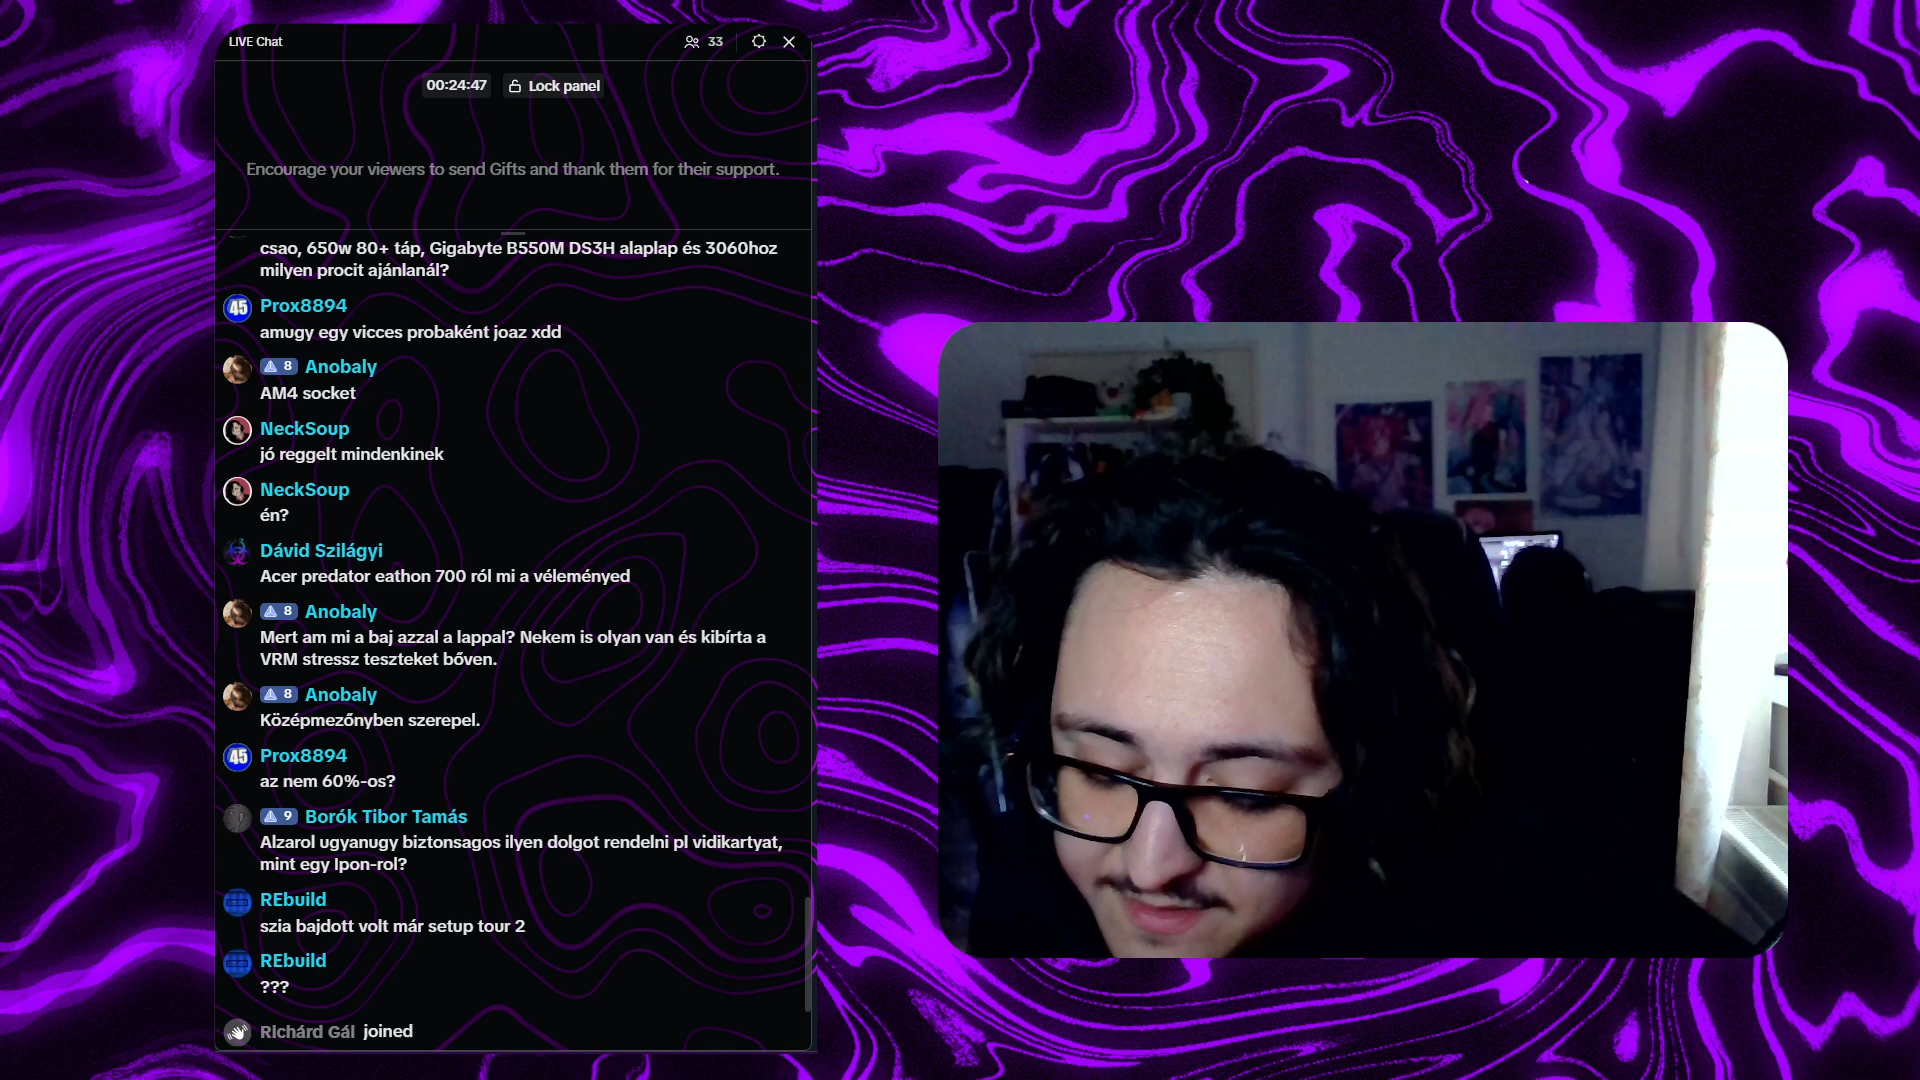 LIVE Chat
33
00:24:47
Lock panel
Encourage your viewers to send Gifts and thank them for their support.
csao, 650w 80+ táp, Gigabyte B550M DS3H alaplap és 3060hoz
milyen procit ajánlanál?
45
Prox8894
amugy egy vicces probaként joaz xdd
8 Anobaly
AM4 socket
NeckSoup
jó reggelt mindenkinek
NeckSoup
én?
Dávid Szilágyi
Acer predator eathon 700 ról mi a véleményed
8 Anobaly
Mert am mi a baj azzal a lappal? Nekem is olyan van és kibírta a
VRM stressz teszteket bőven.
8 Anobaly
Középmezőnyben szerepel.
45
Prox8894
az nem 60%-os?
9 Borók Tibor Tamás
Alzarol ugyanugy biztonsagos ilyen dolgot rendelni pl vidikartyat,
mint egy Ipon-rol?
REbuild
szia bajdott volt már setup tour 2
REbuild
???
Richárd Gál joined